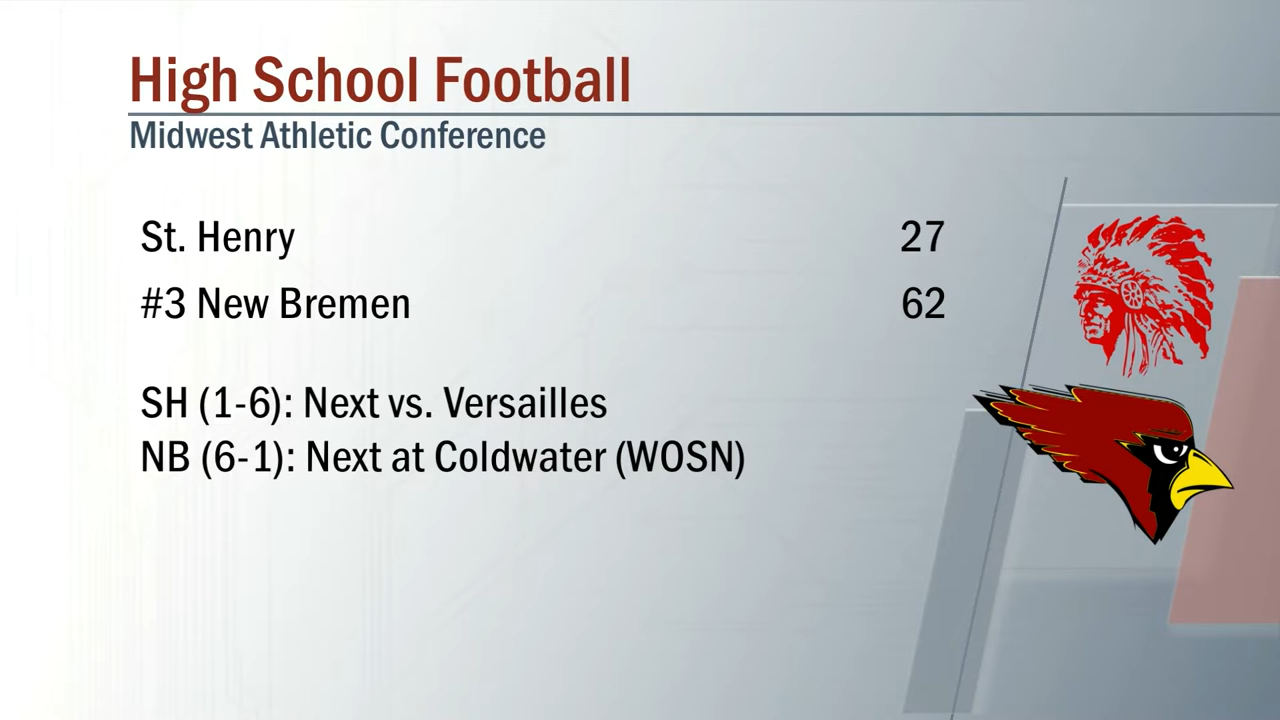 High School Football
Midwest Athletic Conference
St. Henry 27
#3 New Bremen 62
SH (1-6): Next vs. Versailles
NB (6-1): Next at Coldwater (WOSN)